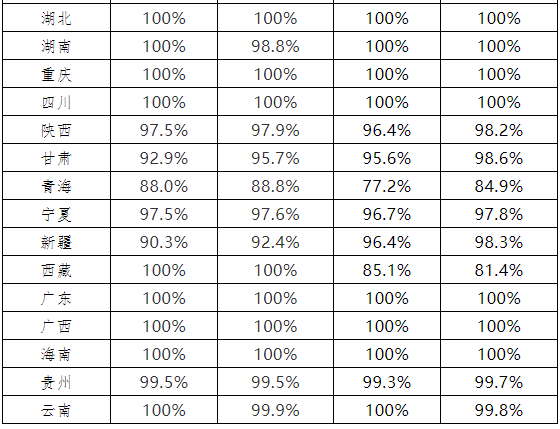 湖北 100% 100% 100% 100%
湖南 100% 98.8% 100% 100%
重庆 100% 100% 100% 100%
四川 100% 100% 100% 100%
陕西 97.5% 97.9% 96.4% 98.2%
甘肃 92.9% 95.7% 95.6% 98.6%
青海 88.0% 88.8% 77.2% 84.9%
宁夏 97.5% 97.6% 96.7% 97.8%
新疆 90.3% 92.4% 96.4% 98.3%
西藏 100% 100% 85.1% 81.4%
广东 100% 100% 100% 100%
广西 100% 100% 100% 100%
海南 100% 100% 100% 100%
贵州 99.5% 99.5% 99.3% 99.7%
云南 100% 99.9% 100% 99.8%